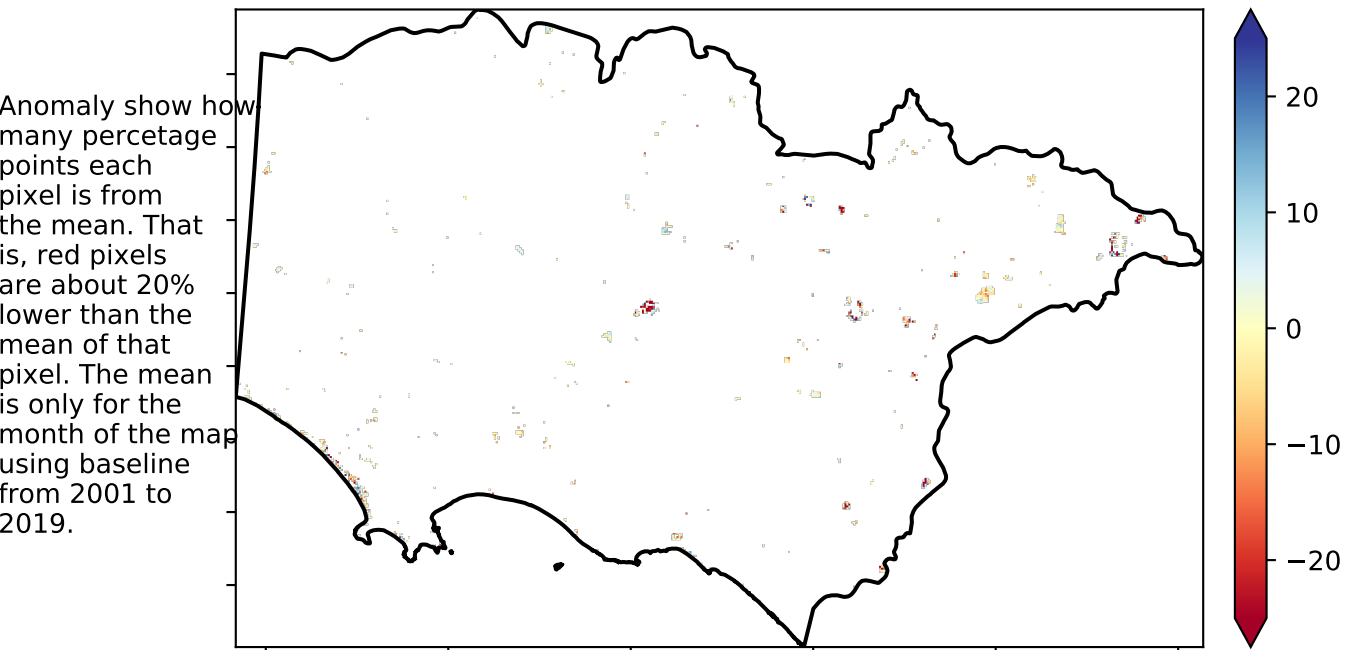 Anomaly show how
many percetage
points each
pixel is from
the mean. That
is, red pixels
are about 20%
lower than the
mean of that
pixel. The mean
is only for the
month of the map
using baseline
from 2001 to
2019.
20
10
0
−10
−20